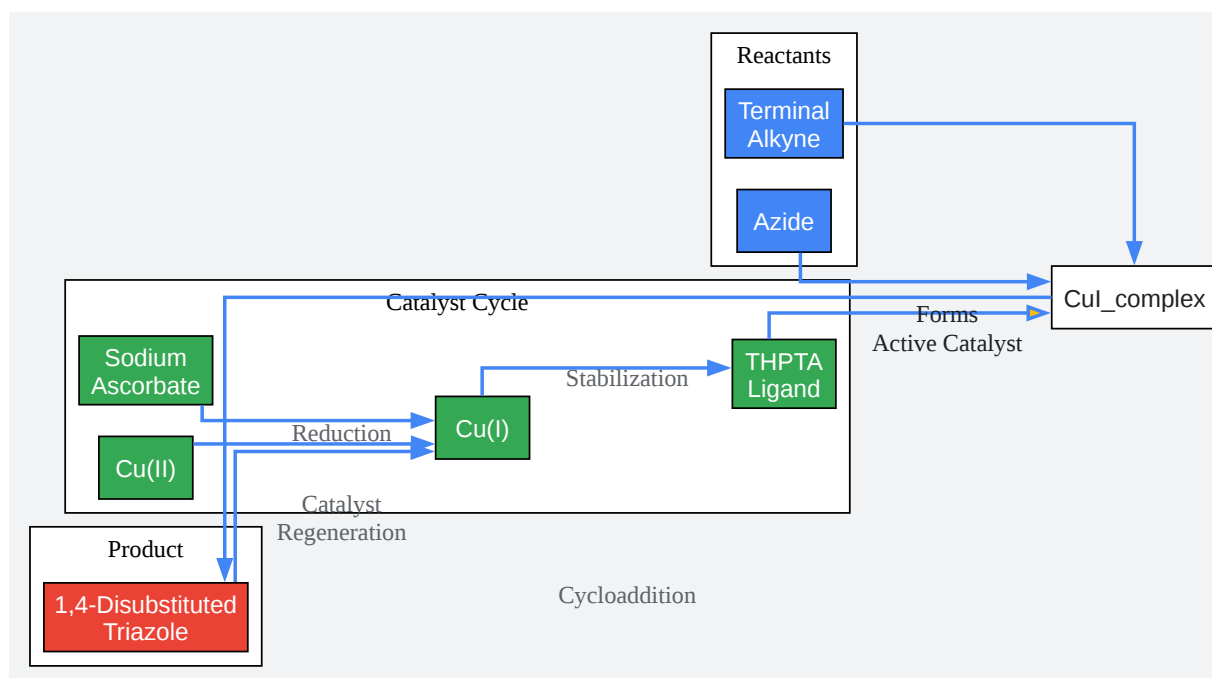 Reactants
Terminal
Alkyne
Azide
CuI_complex
Catalyst Cycle
Forms
Active Catalyst
Sodium
Ascorbate
Stabilization
THPTA
Ligand
Reduction
Cu(I)
Cu(II)
Catalyst
Regeneration
Product
1,4-Disubstituted
Triazole
Cycloaddition